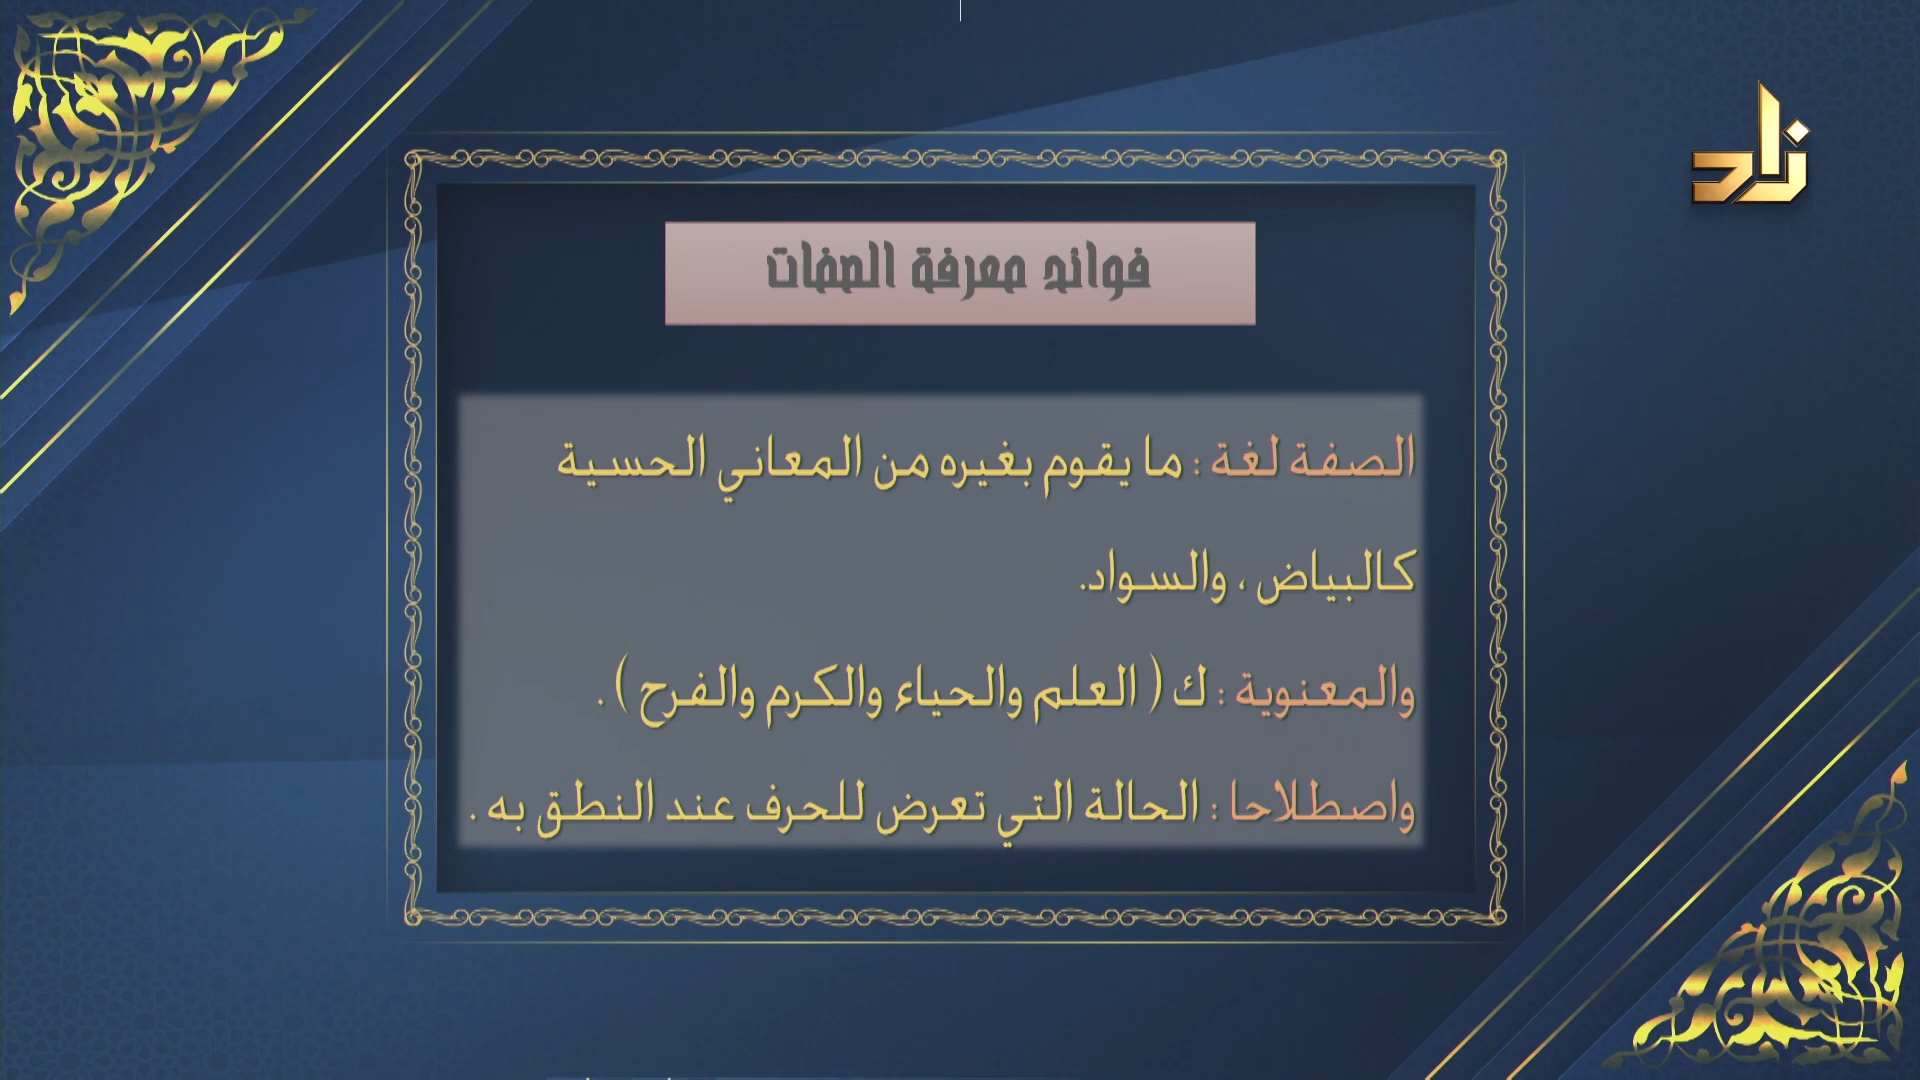 زاد
فوائد معرفة الصفات
الصفة لغة : ما يقوم بغيره من المعاني الحسية
كالبياض ، والسواد.
والمعنوية : ك ( العلم والحياء والكرم والفرح ) .
واصطلاحا : الحالة التي تعرض للحرف عند النطق به .